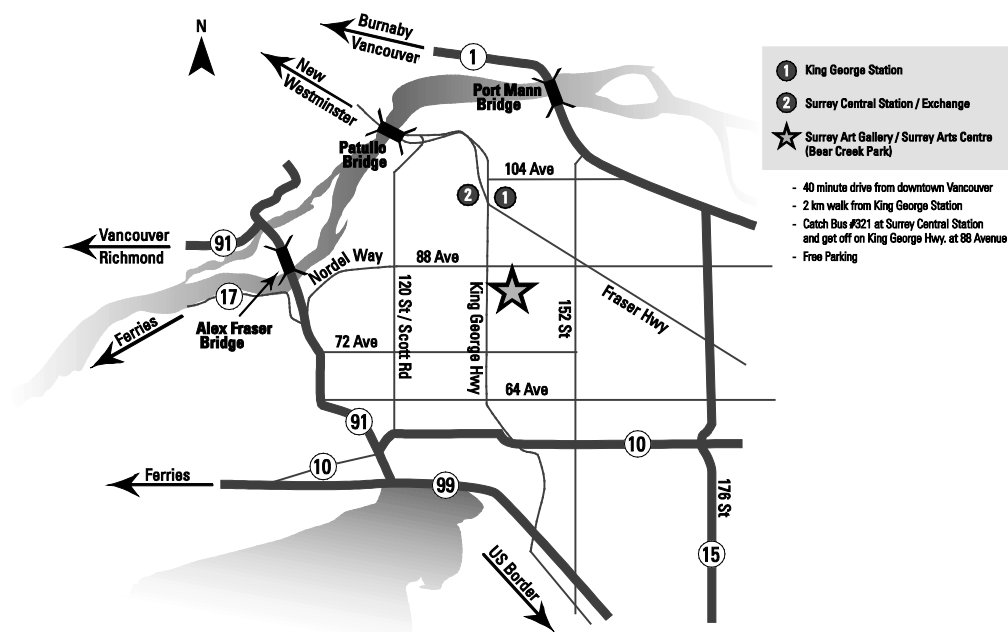 N
Burnaby
Vancouver
1
New
Westminster
Port Mann
Bridge
Patullo
Bridge
104 Ave
2
1
Vancouver
Richmond
91
Nordel Way
88 Ave
17
Ferries
Alex Fraser
Bridge
120 St / Scott Rd
King George Hwy
152 St
Fraser Hwy
72 Ave
64 Ave
91
10
10
Ferries
99
176 St
15
US Border
1 King George Station
2 Surrey Central Station / Exchange
Surrey Art Gallery / Surrey Arts Centre
(Bear Creek Park)
- 40 minute drive from downtown Vancouver
- 2 km walk from King George Station
- Catch Bus #321 at Surrey Central Station
and get off on King George Hwy. at 88 Avenue
- Free Parking